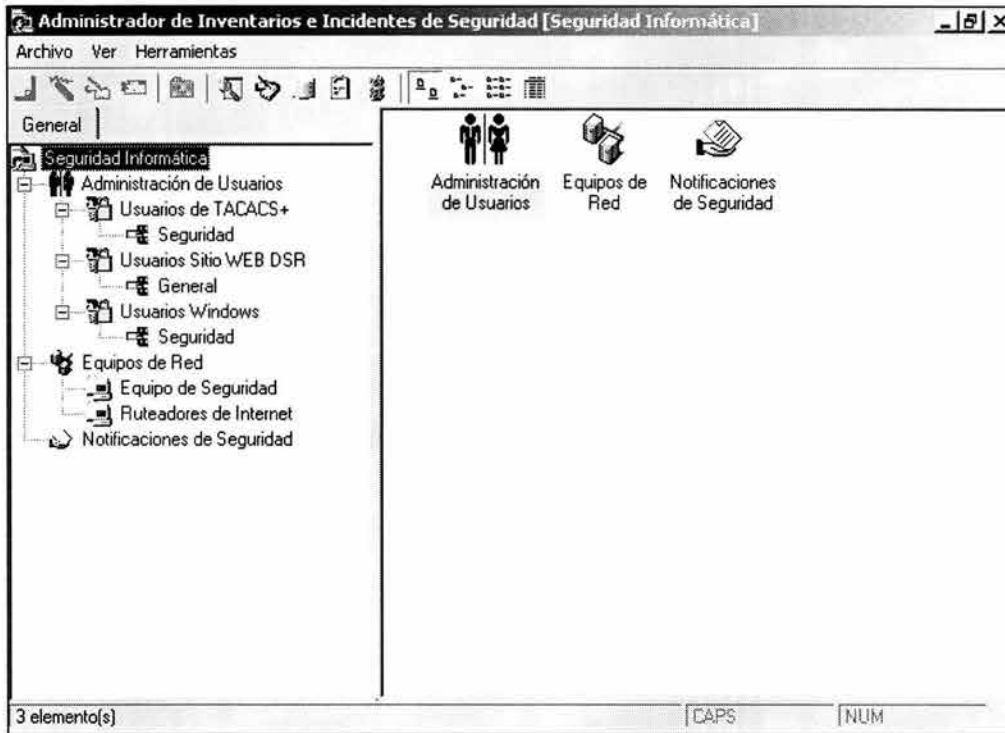 Administrador de Inventarios e Incidentes de Seguridad [Seguridad Informática]
Archivo Ver Herramientas
General
Seguridad Informática
Administración de Usuarios
Usuarios de TACACS+
Seguridad
Usuarios Sitio WEB DSR
General
Usuarios Windows
Seguridad
Equipos de Red
Equipo de Seguridad
Ruteadores de Internet
Notificaciones de Seguridad
Administración
de Usuarios
Equipos de
Red
Notificaciones
de Seguridad
3 elemento(s)
CAPS
NUM